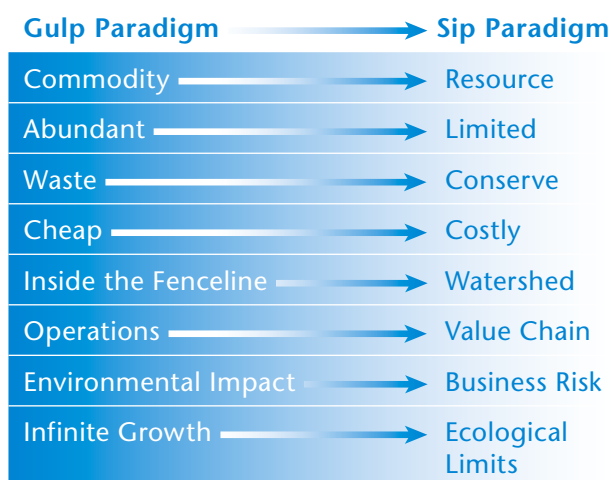 Gulp Paradigm Sip Paradigm
Commodity Resource
Abundant Limited
Waste Conserve
Cheap Costly
Inside the Fenceline Watershed
Operations Value Chain
Environmental Impact Business Risk
Infinite Growth Ecological
Limits